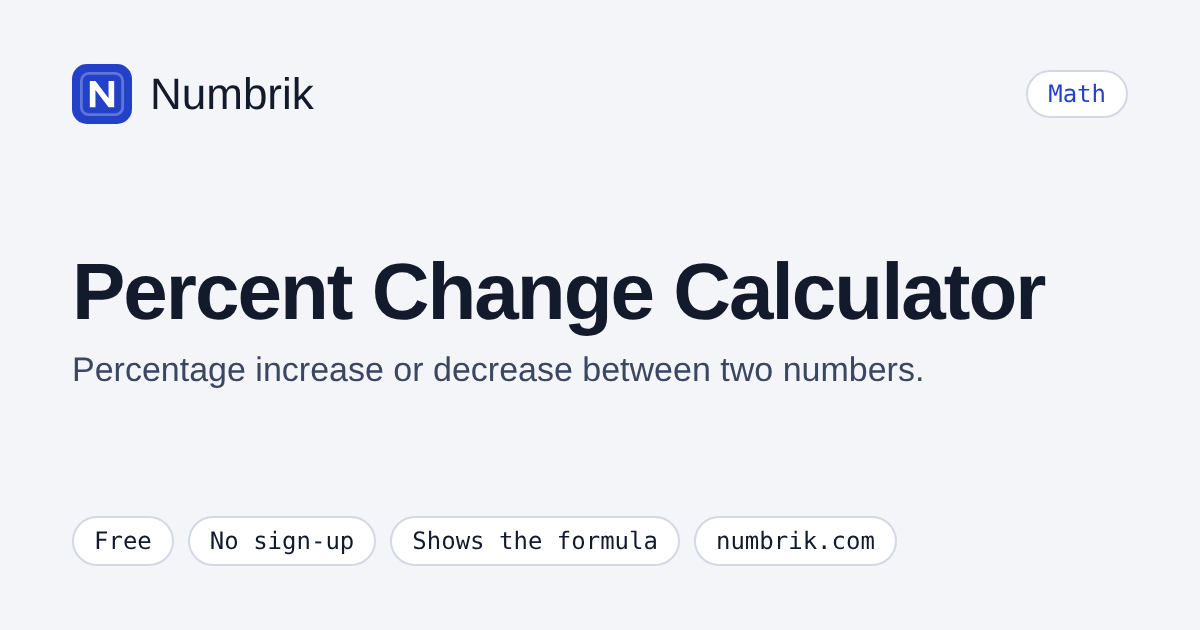 N Numbrik
Math
Percent Change Calculator
Percentage increase or decrease between two numbers.
Free
No sign-up
Shows the formula
numbrik.com